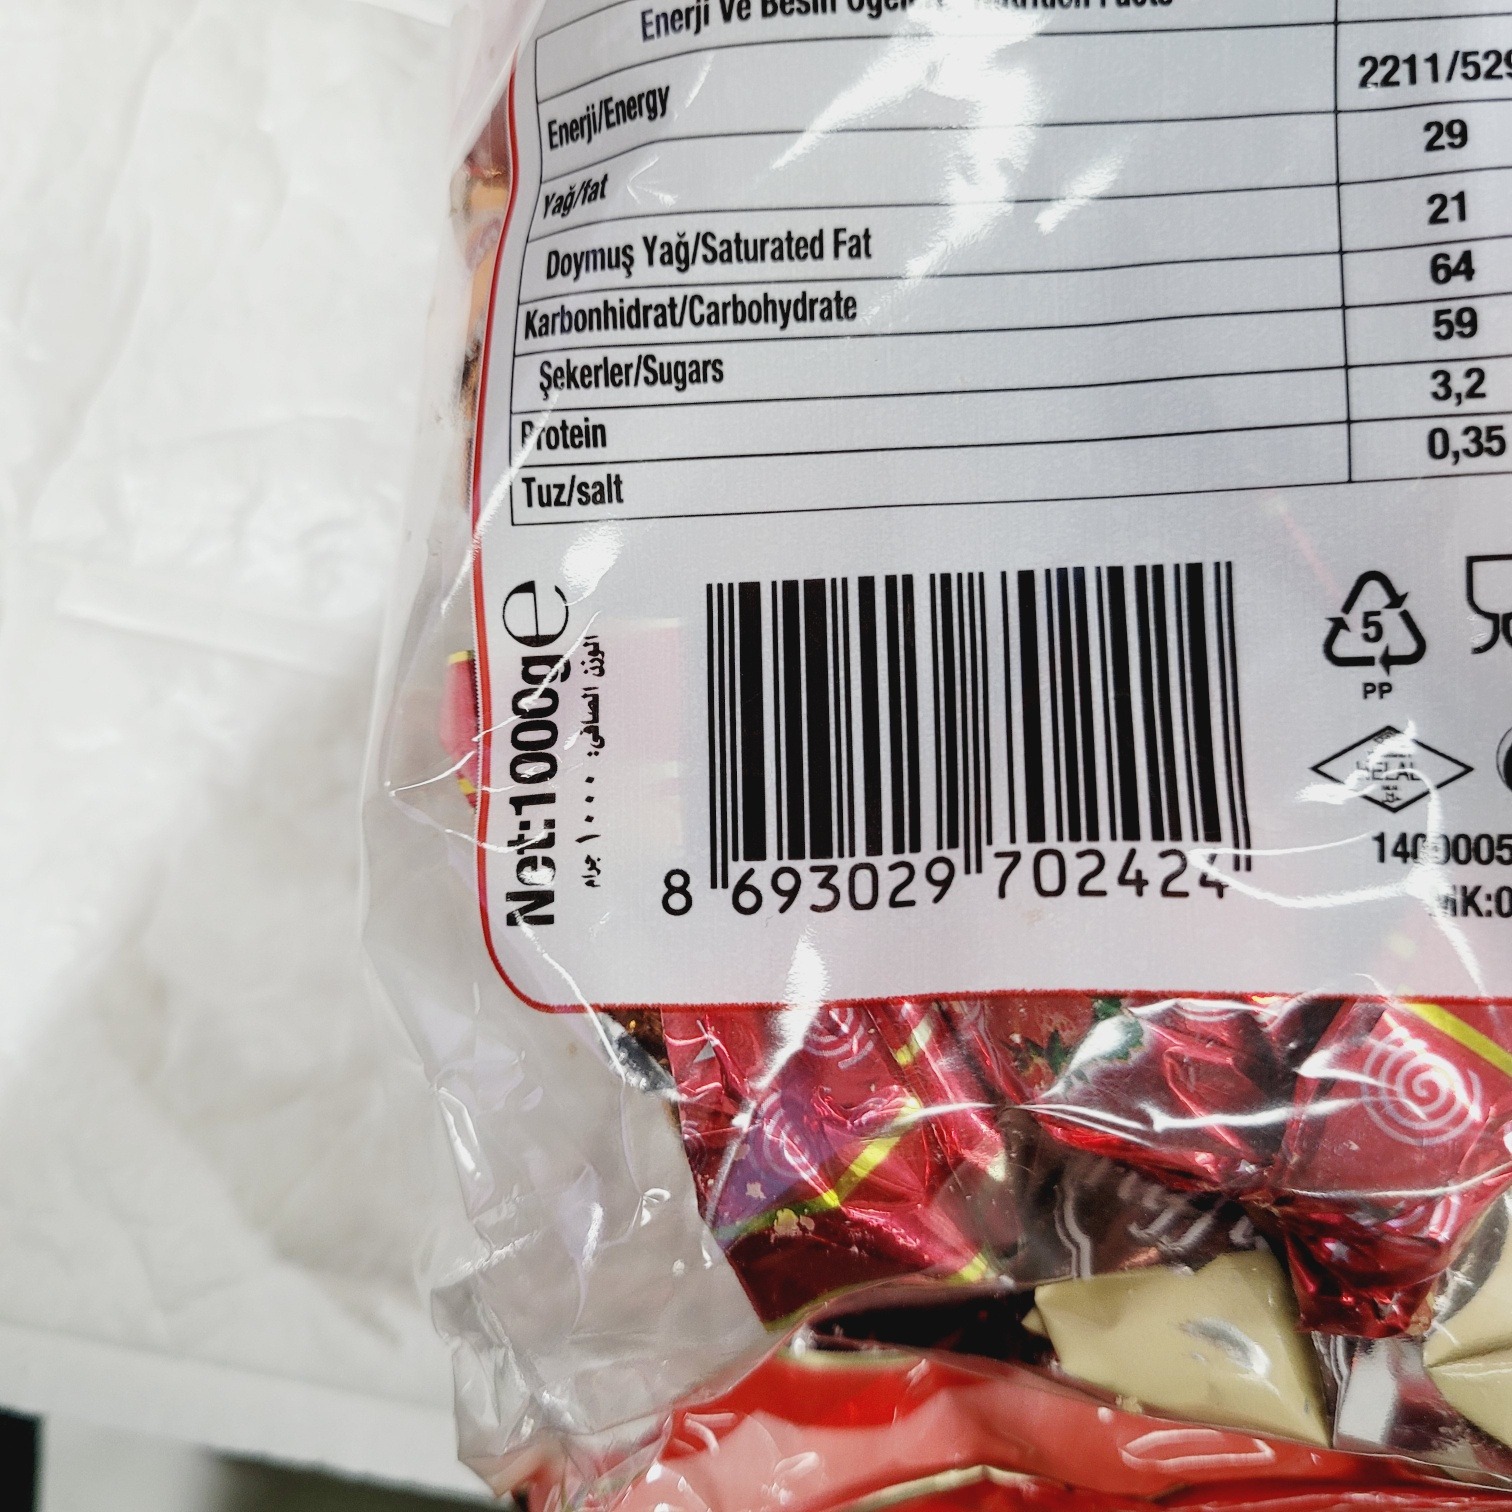 Enerji Ve Besin
Enerji/Energy 2211/529
Yağ/fat 29
Doymuş Yağ/Saturated Fat 21
Karbonhidrat/Carbohydrate 64
Şekerler/Sugars 59
Protein 3,2
Tuz/salt 0,35
Net:1000g e
الوزن الصافي: ١٠٠٠ جرام
8 693029 702424
5
PP
HELAL